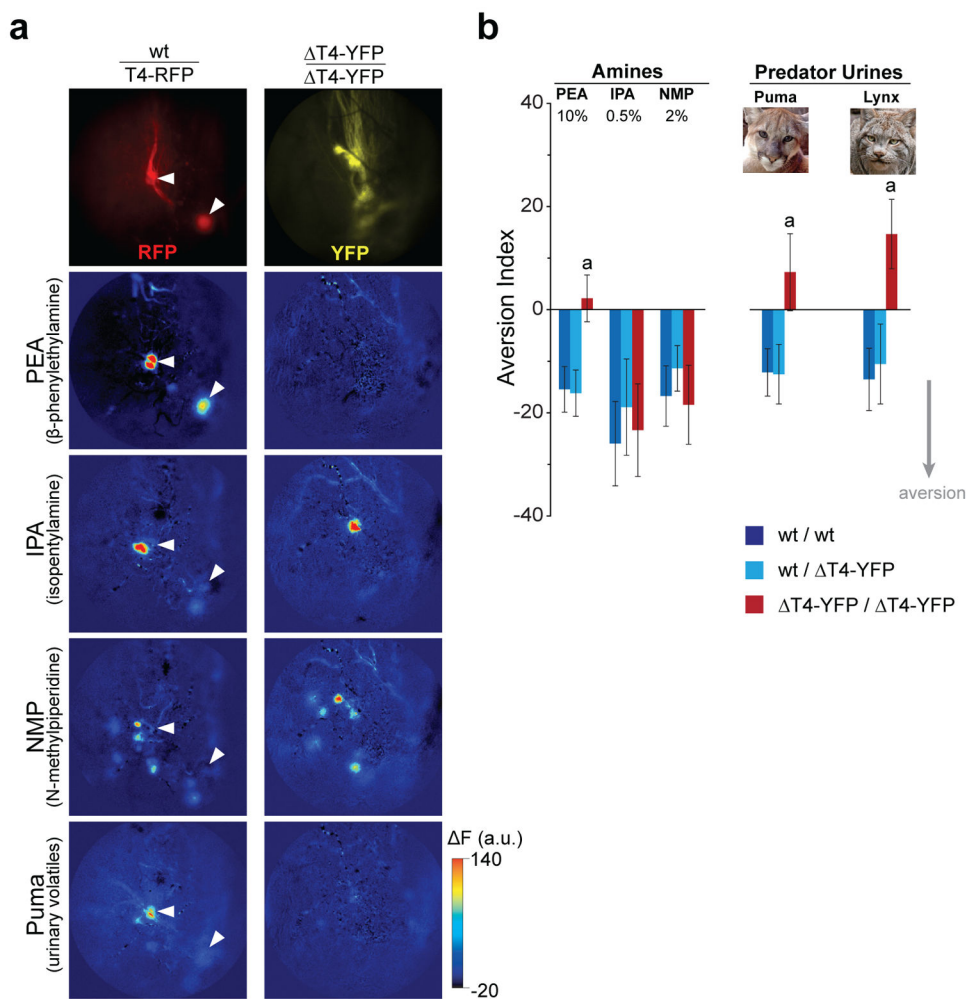 a
wt
T4-RFP
ΔT4-YFP
ΔT4-YFP
RFP
YFP
PEA
(β-phenylethylamine)
IPA
(isopentylamine)
NMP
(N-methylpiperidine)
Puma
(urinary volatiles)
ΔF (a.u.)
140
-20
b
Amines
PEA IPA NMP
10% 0.5% 2%
Predator Urines
Puma Lynx
Aversion Index
40
20
0
-20
-40
a
a
a
aversion
wt / wt
wt / ΔT4-YFP
ΔT4-YFP / ΔT4-YFP